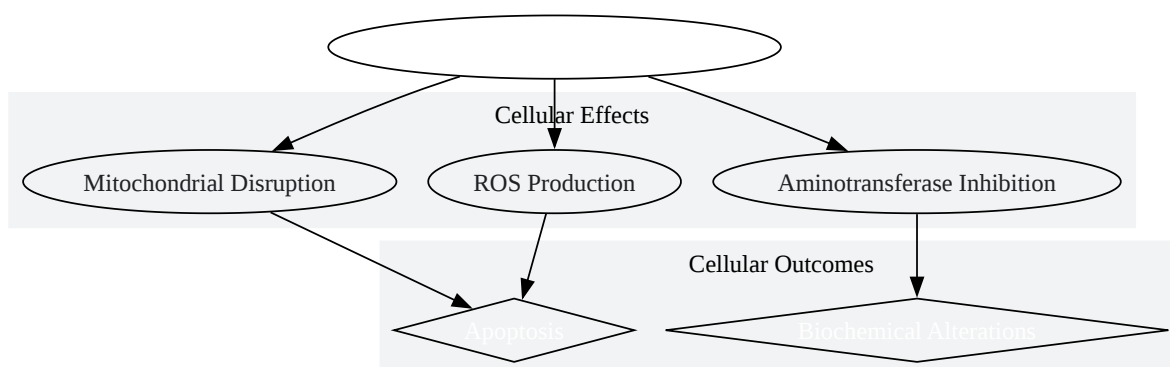 Cellular Effects
Mitochondrial Disruption
ROS Production
Aminotransferase Inhibition
Cellular Outcomes
Apoptosis
Biochemical Alterations